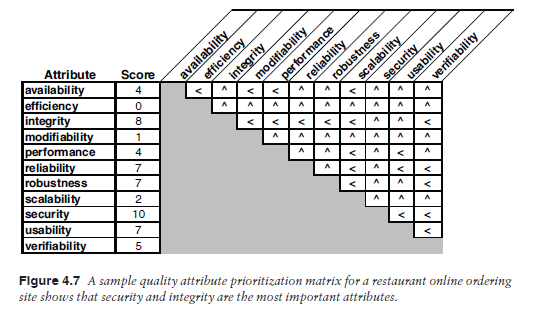 availability
efficiency
integrity
modifiability
performance
reliability
robustness
scalability
security
usability
verifiability
Attribute Score
availability 4 < ^ < < ^ ^ < ^ ^ ^
efficiency 0 ^ ^ ^ ^ ^ ^ ^ ^ ^
integrity 8 < < < < < ^ ^ <
modifiability 1 ^ ^ ^ ^ ^ ^ ^
performance 4 ^ ^ < ^ < ^
reliability 7 ^ < ^ < <
robustness 7 < ^ ^ <
scalability 2 ^ ^ ^
security 10 < <
usability 7 <
verifiability 5
Figure 4.7 A sample quality attribute prioritization matrix for a restaurant online ordering
site shows that security and integrity are the most important attributes.